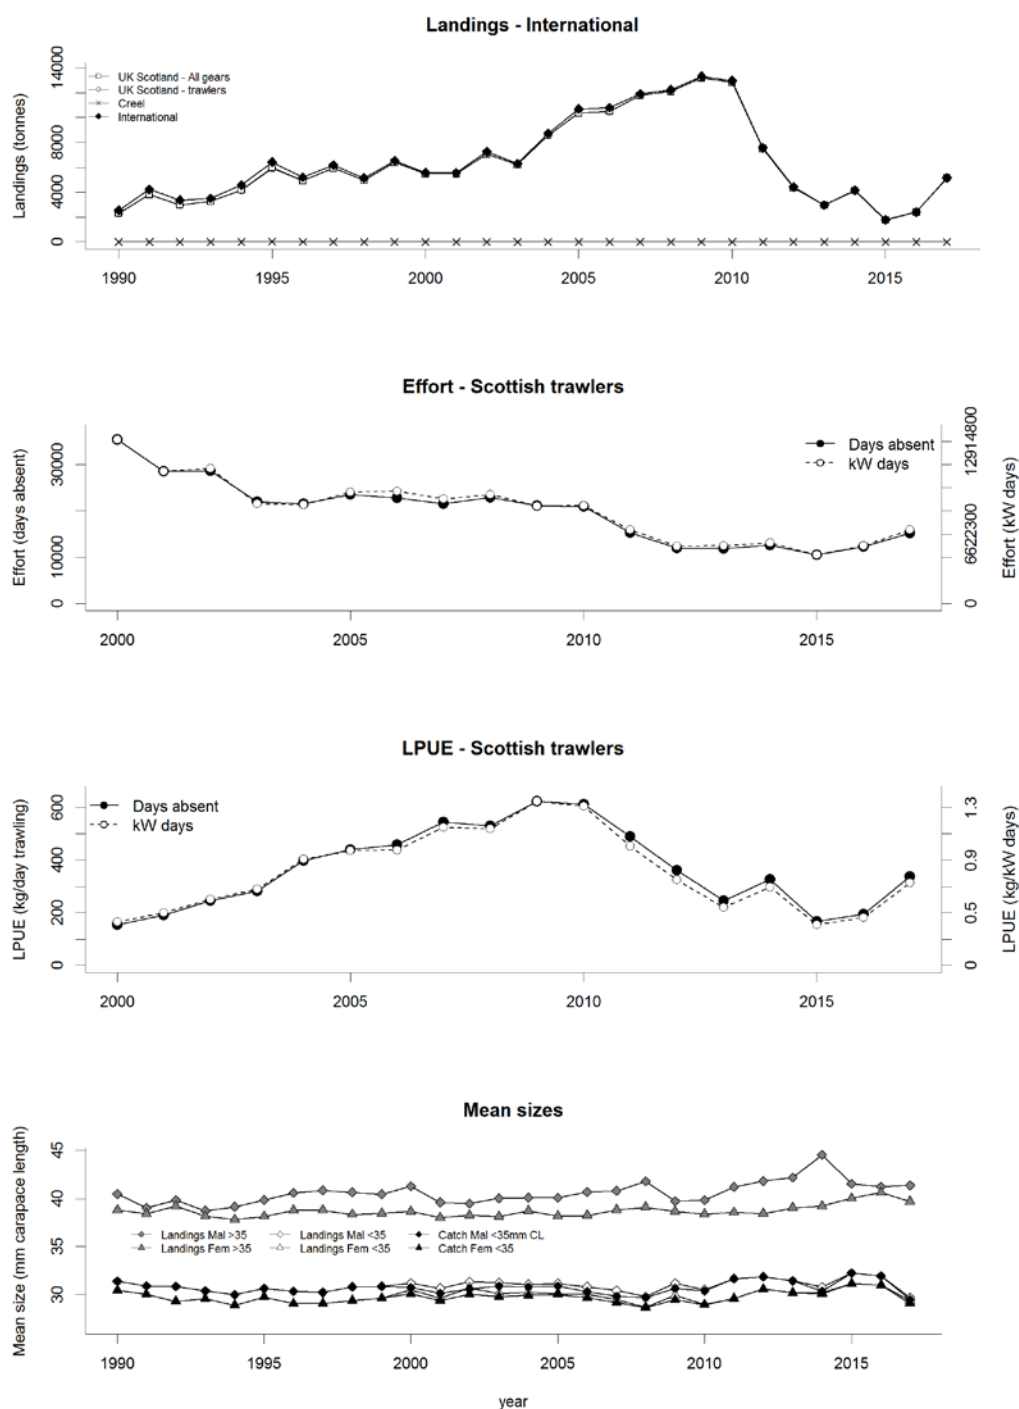 Landings - International
Landings (tonnes)
0 4000 8000 14000
UK Scotland - All gears
UK Scotland - trawlers
Creel
International
1990 1995 2000 2005 2010 2015
Effort - Scottish trawlers
Effort (days absent)
0 10000 30000
Days absent
kW days
0 6622300 12914800
Effort (kW days)
2000 2005 2010 2015
LPUE - Scottish trawlers
LPUE (kg/day trawling)
0 200 400 600
Days absent
kW days
0 0.5 0.9 1.3
LPUE (kg/kW days)
2000 2005 2010 2015
Mean sizes
Mean size (mm carapace length)
30 35 40 45
Landings Mal >35 Landings Mal <35 Catch Mal <35mm CL
Landings Fem >35 Landings Fem <35 Catch Fem <35
1990 1995 2000 2005 2010 2015
year